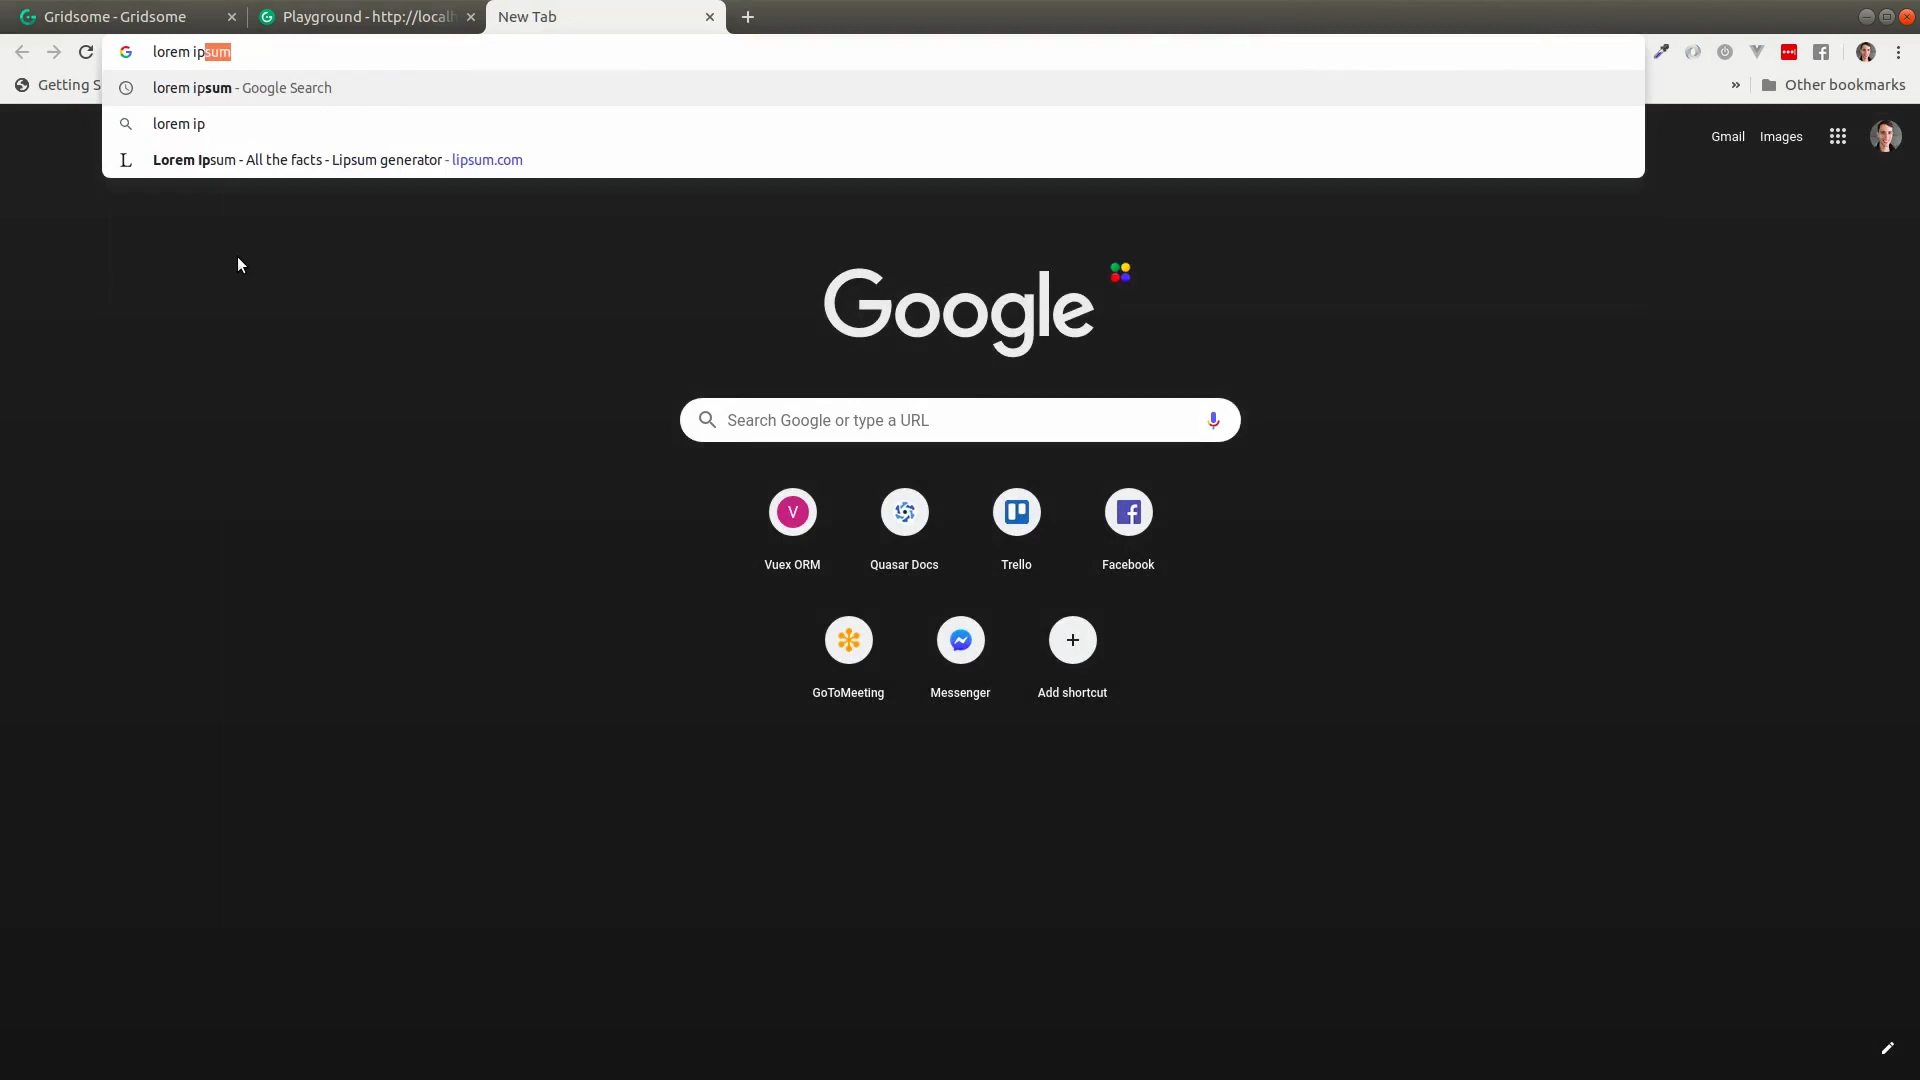 Gridsome - Gridsome
Playground - http://localh
New Tab
lorem ipsum
Getting S
lorem ipsum - Google Search
lorem ip
Lorem Ipsum - All the facts - Lipsum generator - lipsum.com
» Other bookmarks
Gmail Images
Google
Search Google or type a URL
V
Vuex ORM
Quasar Docs
Trello
Facebook
GoToMeeting
Messenger
Add shortcut